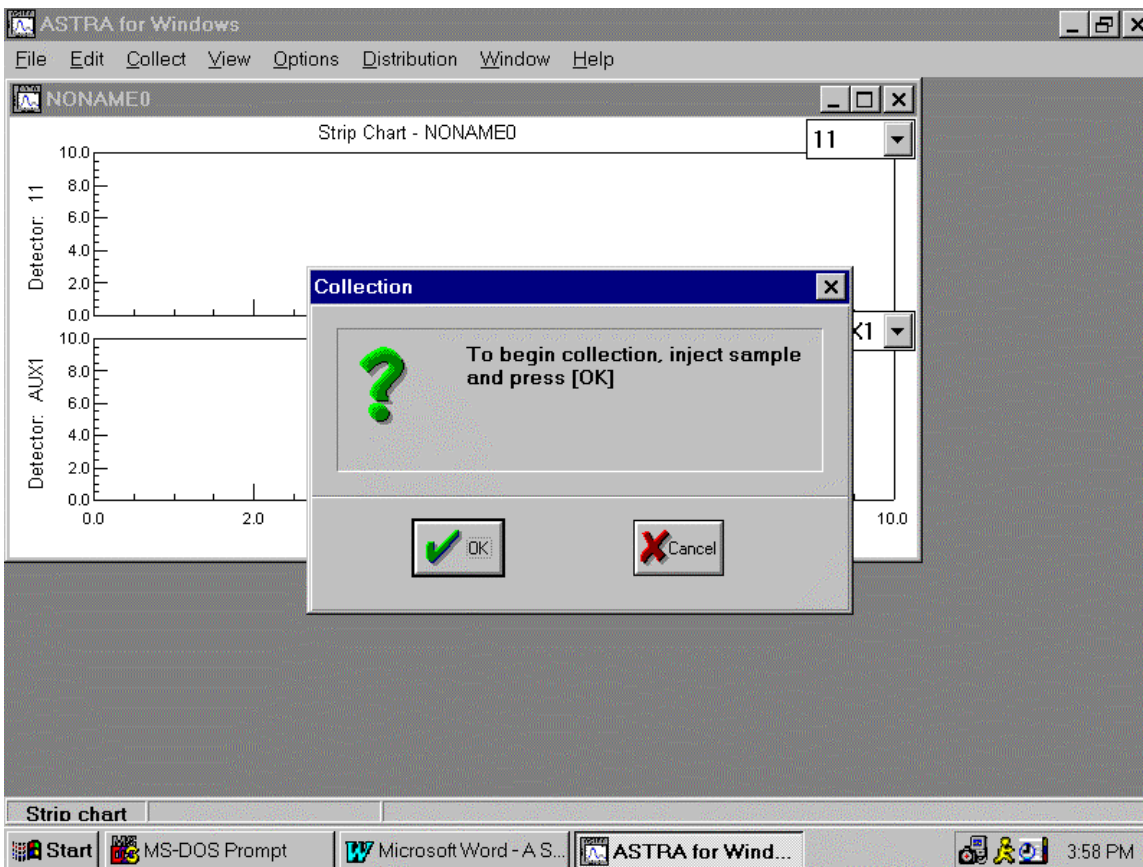 ASTRA for Windows
File Edit Collect View Options Distribution Window Help
NONAME0
Strip Chart - NONAME0
11
10.0
8.0
6.0
4.0
2.0
0.0
Detector: 11
Collection
To begin collection, inject sample
and press [OK]
OK
Cancel
X1
10.0
8.0
6.0
4.0
2.0
0.0
Detector: AUX1
0.0 2.0 10.0
Strip chart
Start MS-DOS Prompt Microsoft Word - A S... ASTRA for Wind... 3:58 PM